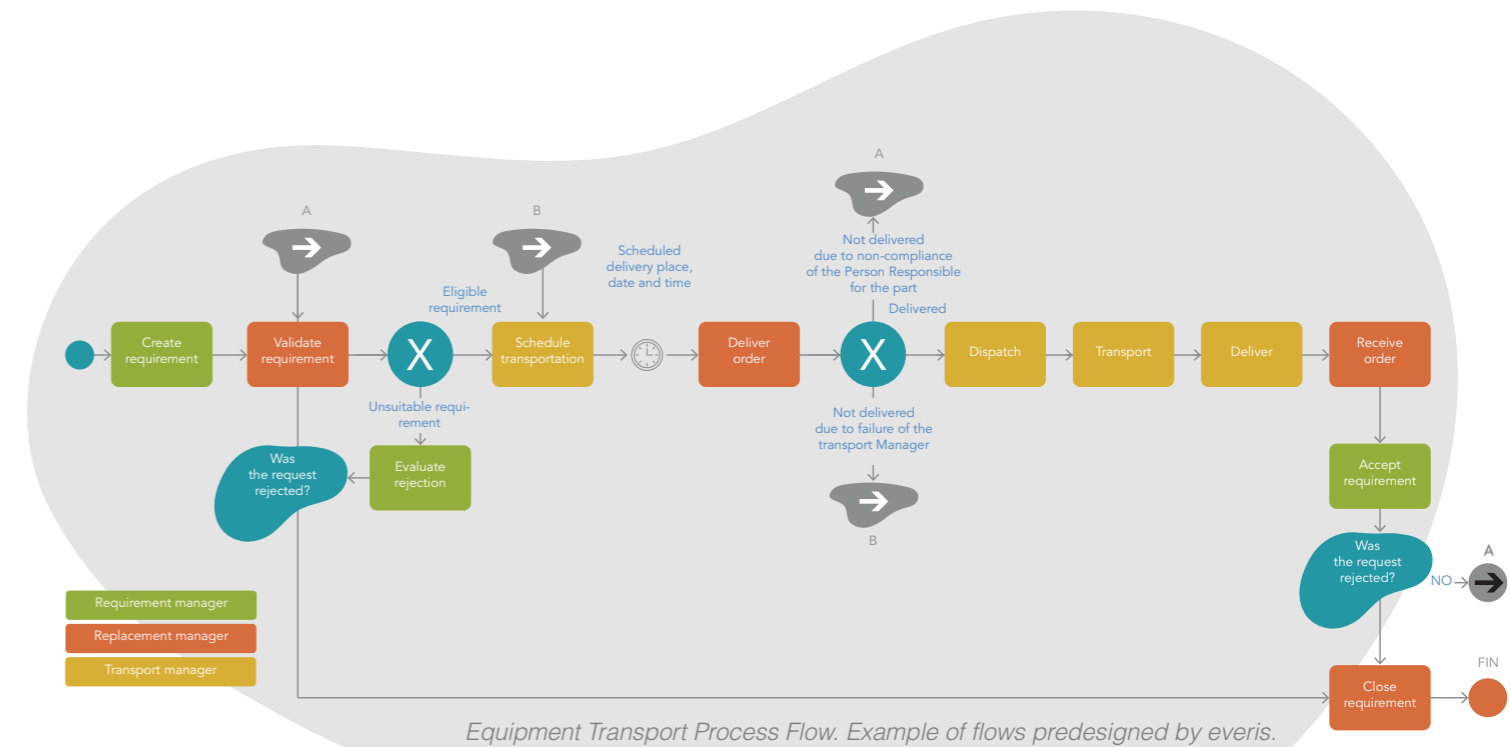 A
Not delivered
due to non-compliance
of the Person Responsible
for the part
Delivered
A
B
Scheduled
delivery place,
date and time
Eligible
requirement
Create
requirement
Validate
requirement
X
Schedule
transportation
Deliver
order
X
Dispatch
Transport
Deliver
Receive
order
Unsuitable requi-
rement
Not delivered
due to failure of the
transport Manager
B
Was
the request
rejected?
Evaluate
rejection
Accept
requirement
Was
the request
rejected?
NO
A
Requirement manager
Replacement manager
Transport manager
Close
requirement
FIN
Equipment Transport Process Flow. Example of flows predesigned by everis.